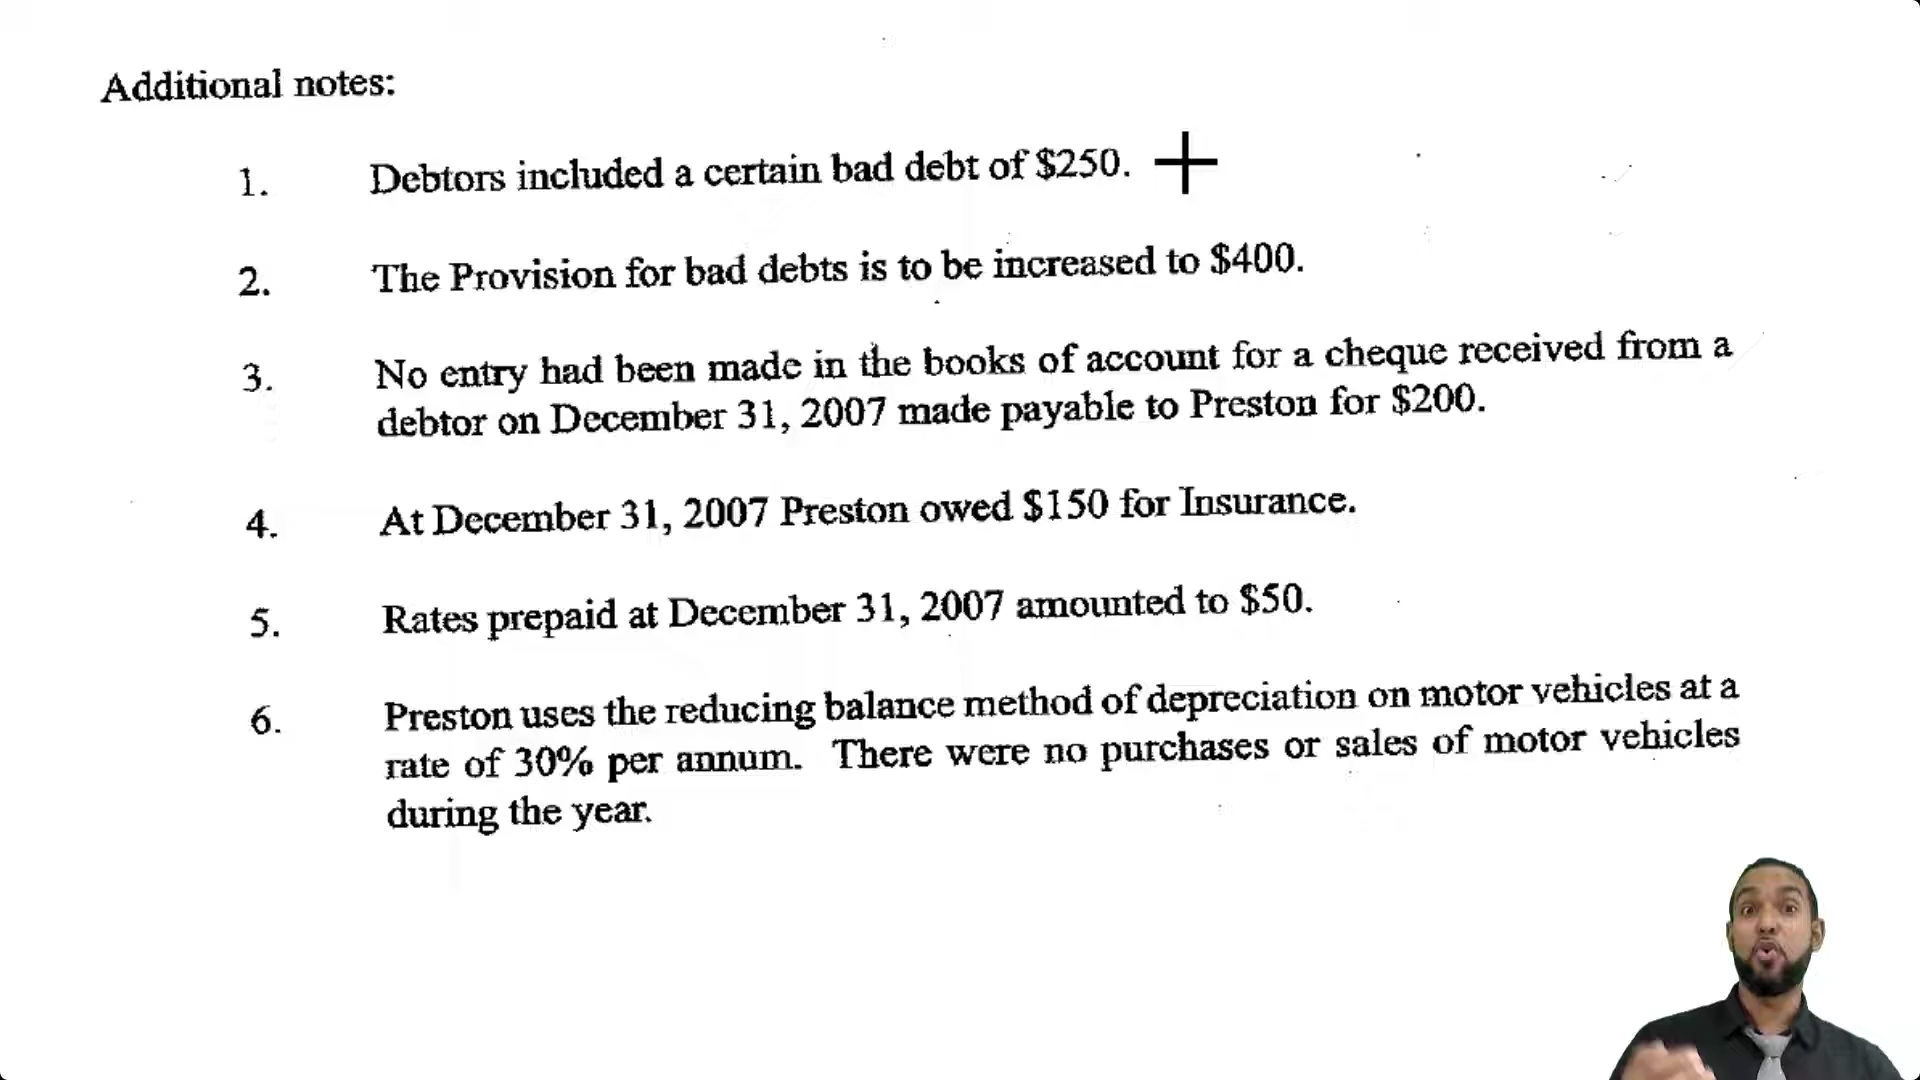 Additional notes:
1. Debtors included a certain bad debt of $250.
2. The Provision for bad debts is to be increased to $400.
3. No entry had been made in the books of account for a cheque received from a
debtor on December 31, 2007 made payable to Preston for $200.
4. At December 31, 2007 Preston owed $150 for Insurance.
5. Rates prepaid at December 31, 2007 amounted to $50.
6. Preston uses the reducing balance method of depreciation on motor vehicles at a
rate of 30% per annum. There were no purchases or sales of motor vehicles
during the year.